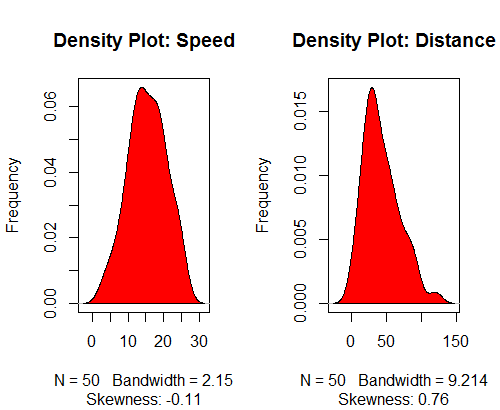 Density Plot: Speed
Frequency
0.00 0.02 0.04 0.06
0 10 20 30
N = 50 Bandwidth = 2.15
Skewness: -0.11
Density Plot: Distance
Frequency
0.000 0.005 0.010 0.015
0 50 150
N = 50 Bandwidth = 9.214
Skewness: 0.76